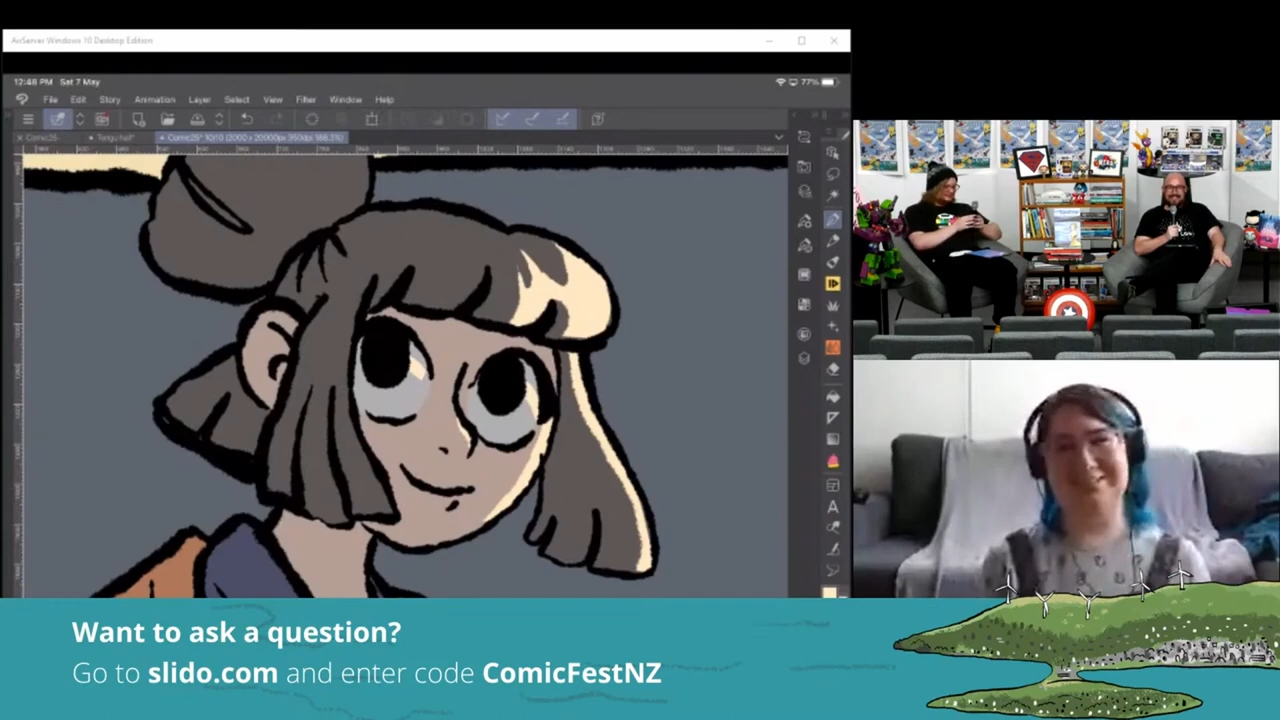 AirServer Windows 10 Desktop Edition
12:48 PM Sat 7 May
77%
File Edit Story Animation Layer Select View Filter Window Help
Want to ask a question?
Go to slido.com and enter code ComicFestNZ